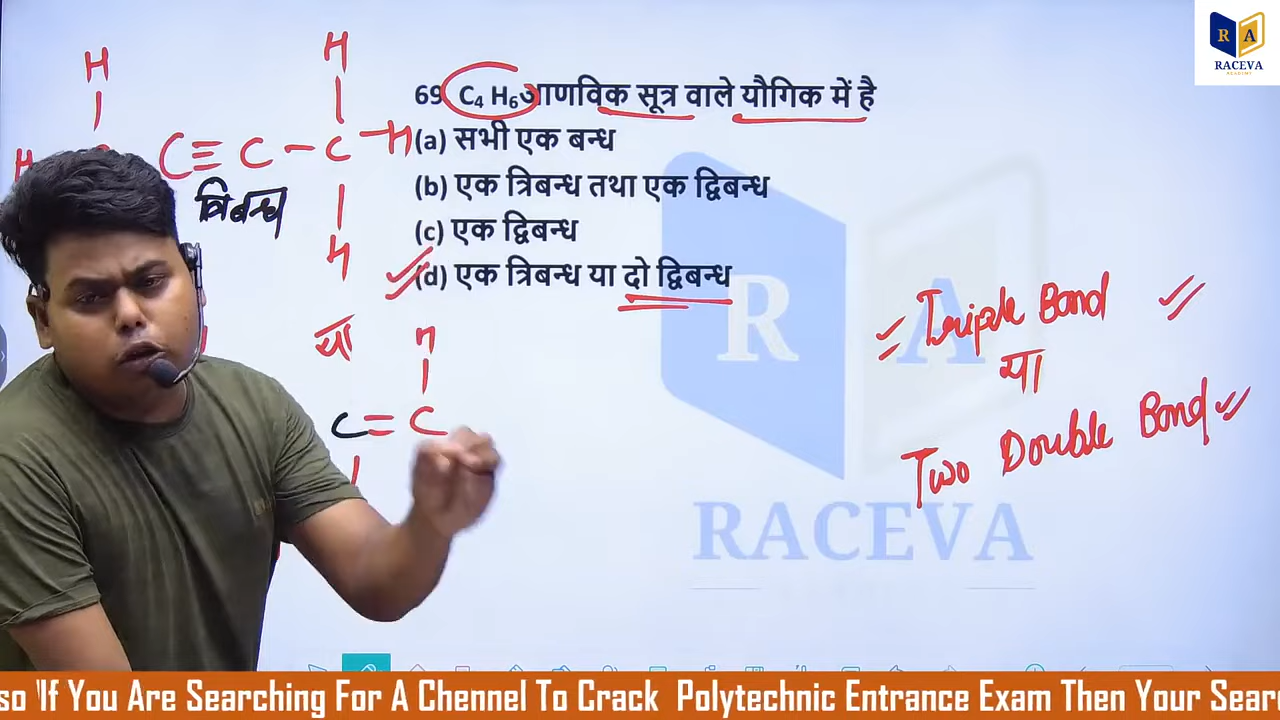 RACEVA
ACADEMY
69 C₄ H₆ आणविक सूत्र वाले यौगिक में है
(a) सभी एक बन्ध
(b) एक त्रिबन्ध तथा एक द्विबन्ध
(c) एक द्विबन्ध
(d) एक त्रिबन्ध या दो द्विबन्ध
H
H
H
C ≡ C - C - H
त्रिबन्ध
H
या
H
C = C
Triple Bond
या
Two Double Bond
R A
RACEVA
so 'If You Are Searching For A Chennel To Crack Polytechnic Entrance Exam Then Your Sear